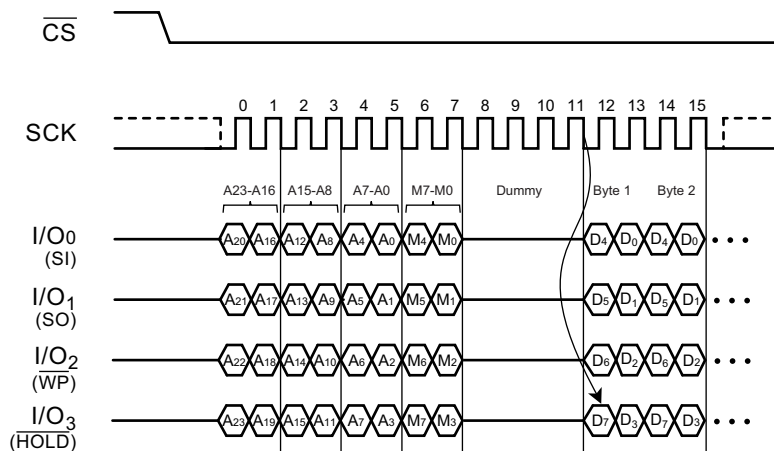 CS
0 1 2 3 4 5 6 7 8 9 10 11 12 13 14 15
SCK
A23-A16 A15-A8 A7-A0 M7-M0 Dummy Byte 1 Byte 2
I/O0 A20 A16 A12 A8 A4 A0 M4 M0 D4 D0 D4 D0
(SI)
I/O1 A21 A17 A13 A9 A5 A1 M5 M1 D5 D1 D5 D1
(SO)
I/O2 A22 A18 A14 A10 A6 A2 M6 M2 D6 D2 D6 D2
(WP)
I/O3 A23 A19 A15 A11 A7 A3 M7 M3 D7 D3 D7 D3
(HOLD)